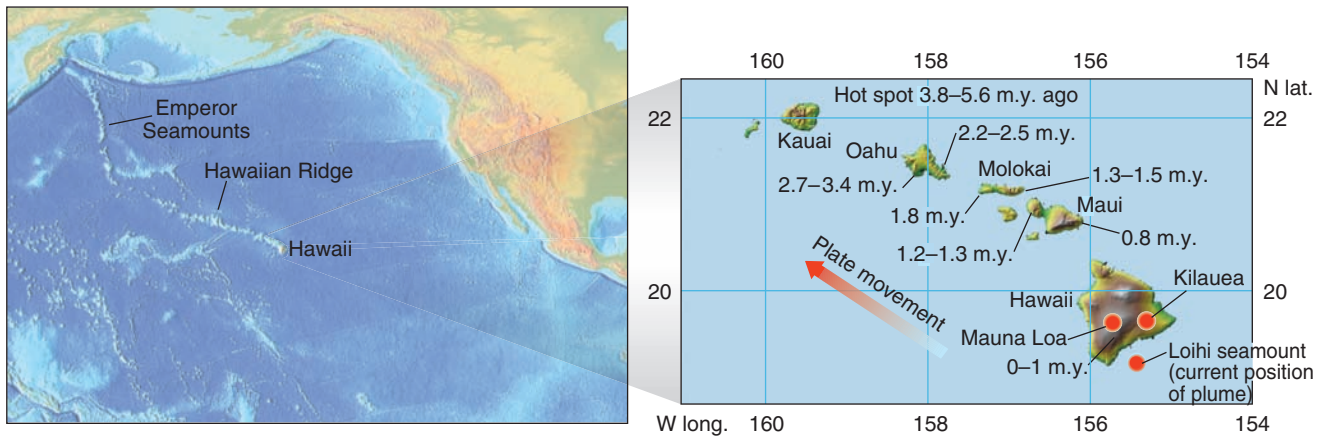 Emperor
Seamounts
Hawaiian Ridge
Hawaii
160
158
156
154
N lat.
Hot spot 3.8–5.6 m.y. ago
22
22
Kauai
2.2–2.5 m.y.
Oahu
Molokai
1.3–1.5 m.y.
2.7–3.4 m.y.
1.8 m.y.
Maui
0.8 m.y.
1.2–1.3 m.y.
Plate movement
20
20
Hawaii
Kilauea
Mauna Loa
0–1 m.y.
Loihi seamount
(current position
of plume)
W long.
160
158
156
154